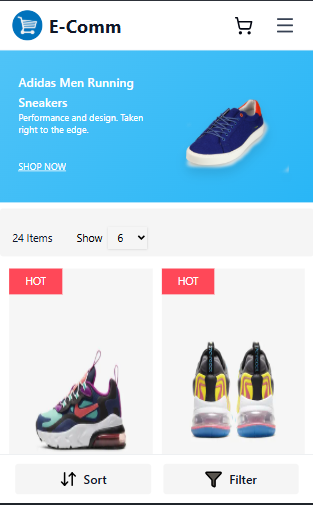 E-Comm
Adidas Men Running
Sneakers
Performance and design. Taken
right to the edge.
SHOP NOW
24 Items Show 6
HOT HOT
Sort Filter